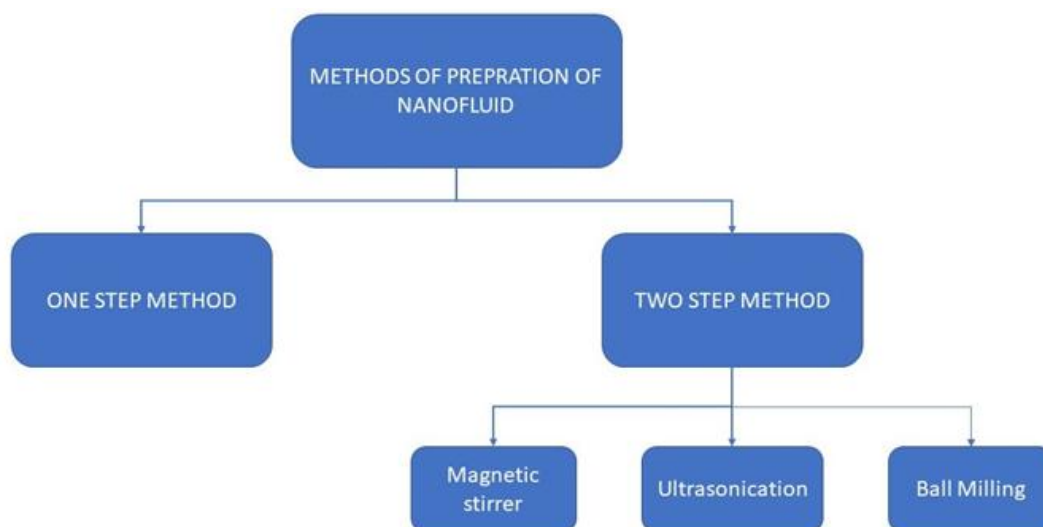 METHODS OF PREPRATION OF
NANOFLUID
ONE STEP METHOD
TWO STEP METHOD
Magnetic
stirrer
Ultrasonication
Ball Milling